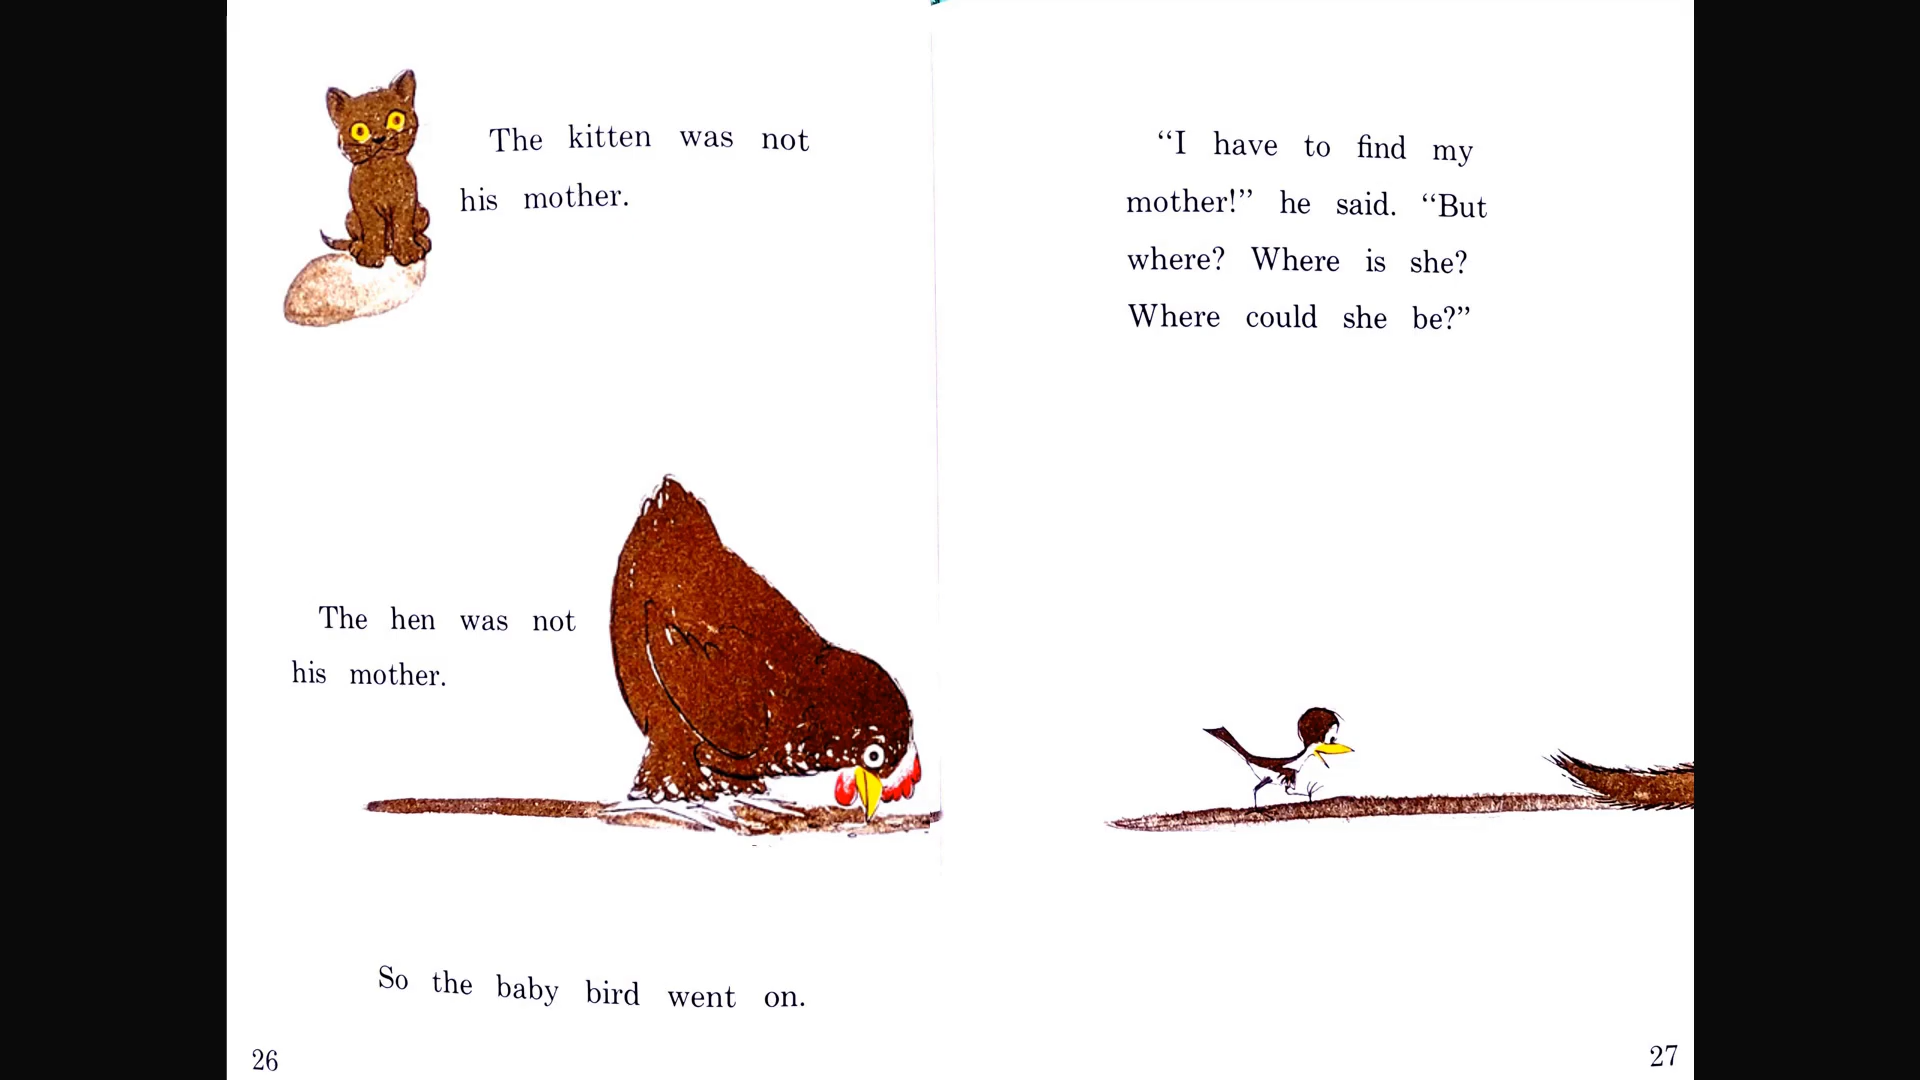 The kitten was not
his mother.
The hen was not
his mother.
So the baby bird went on.
26
“I have to find my
mother!” he said. “But
where? Where is she?
Where could she be?”
27